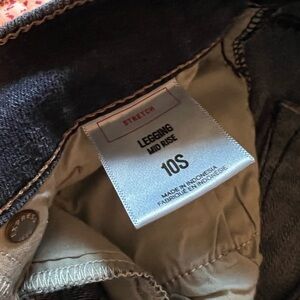 STRETCH
LEGGING
MID RISE
10S
MADE IN INDONESIA
FABRIQUÉ EN INDONÉSIE